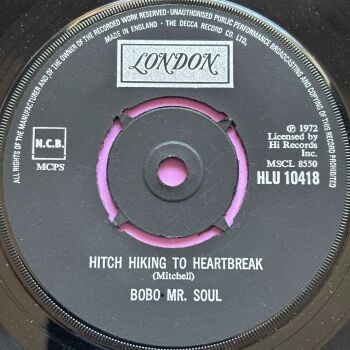 ALL RIGHTS OF THE MANUFACTURER AND OF THE OWNER OF THE RECORDED WORK RESERVED - UNAUTHORISED PUBLIC PERFORMANCE BROADCASTING AND COPYING OF THIS RECORD PROHIBITED
MADE IN ENGLAND. THE DECCA RECORD CO. LTD.
LONDON
N.C.B.
MCPS
℗ 1972
Licensed by
Hi Records
Inc.
MSCL 8550
HLU 10418
HITCH HIKING TO HEARTBREAK
(Mitchell)
BOBO MR. SOUL